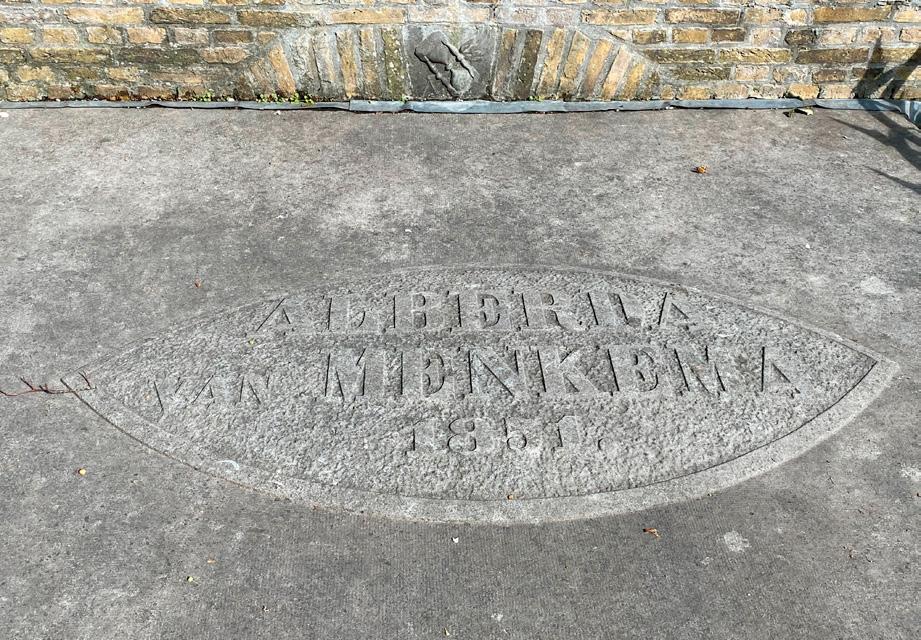 ALBERDA
VAN MENKEMA
1851.